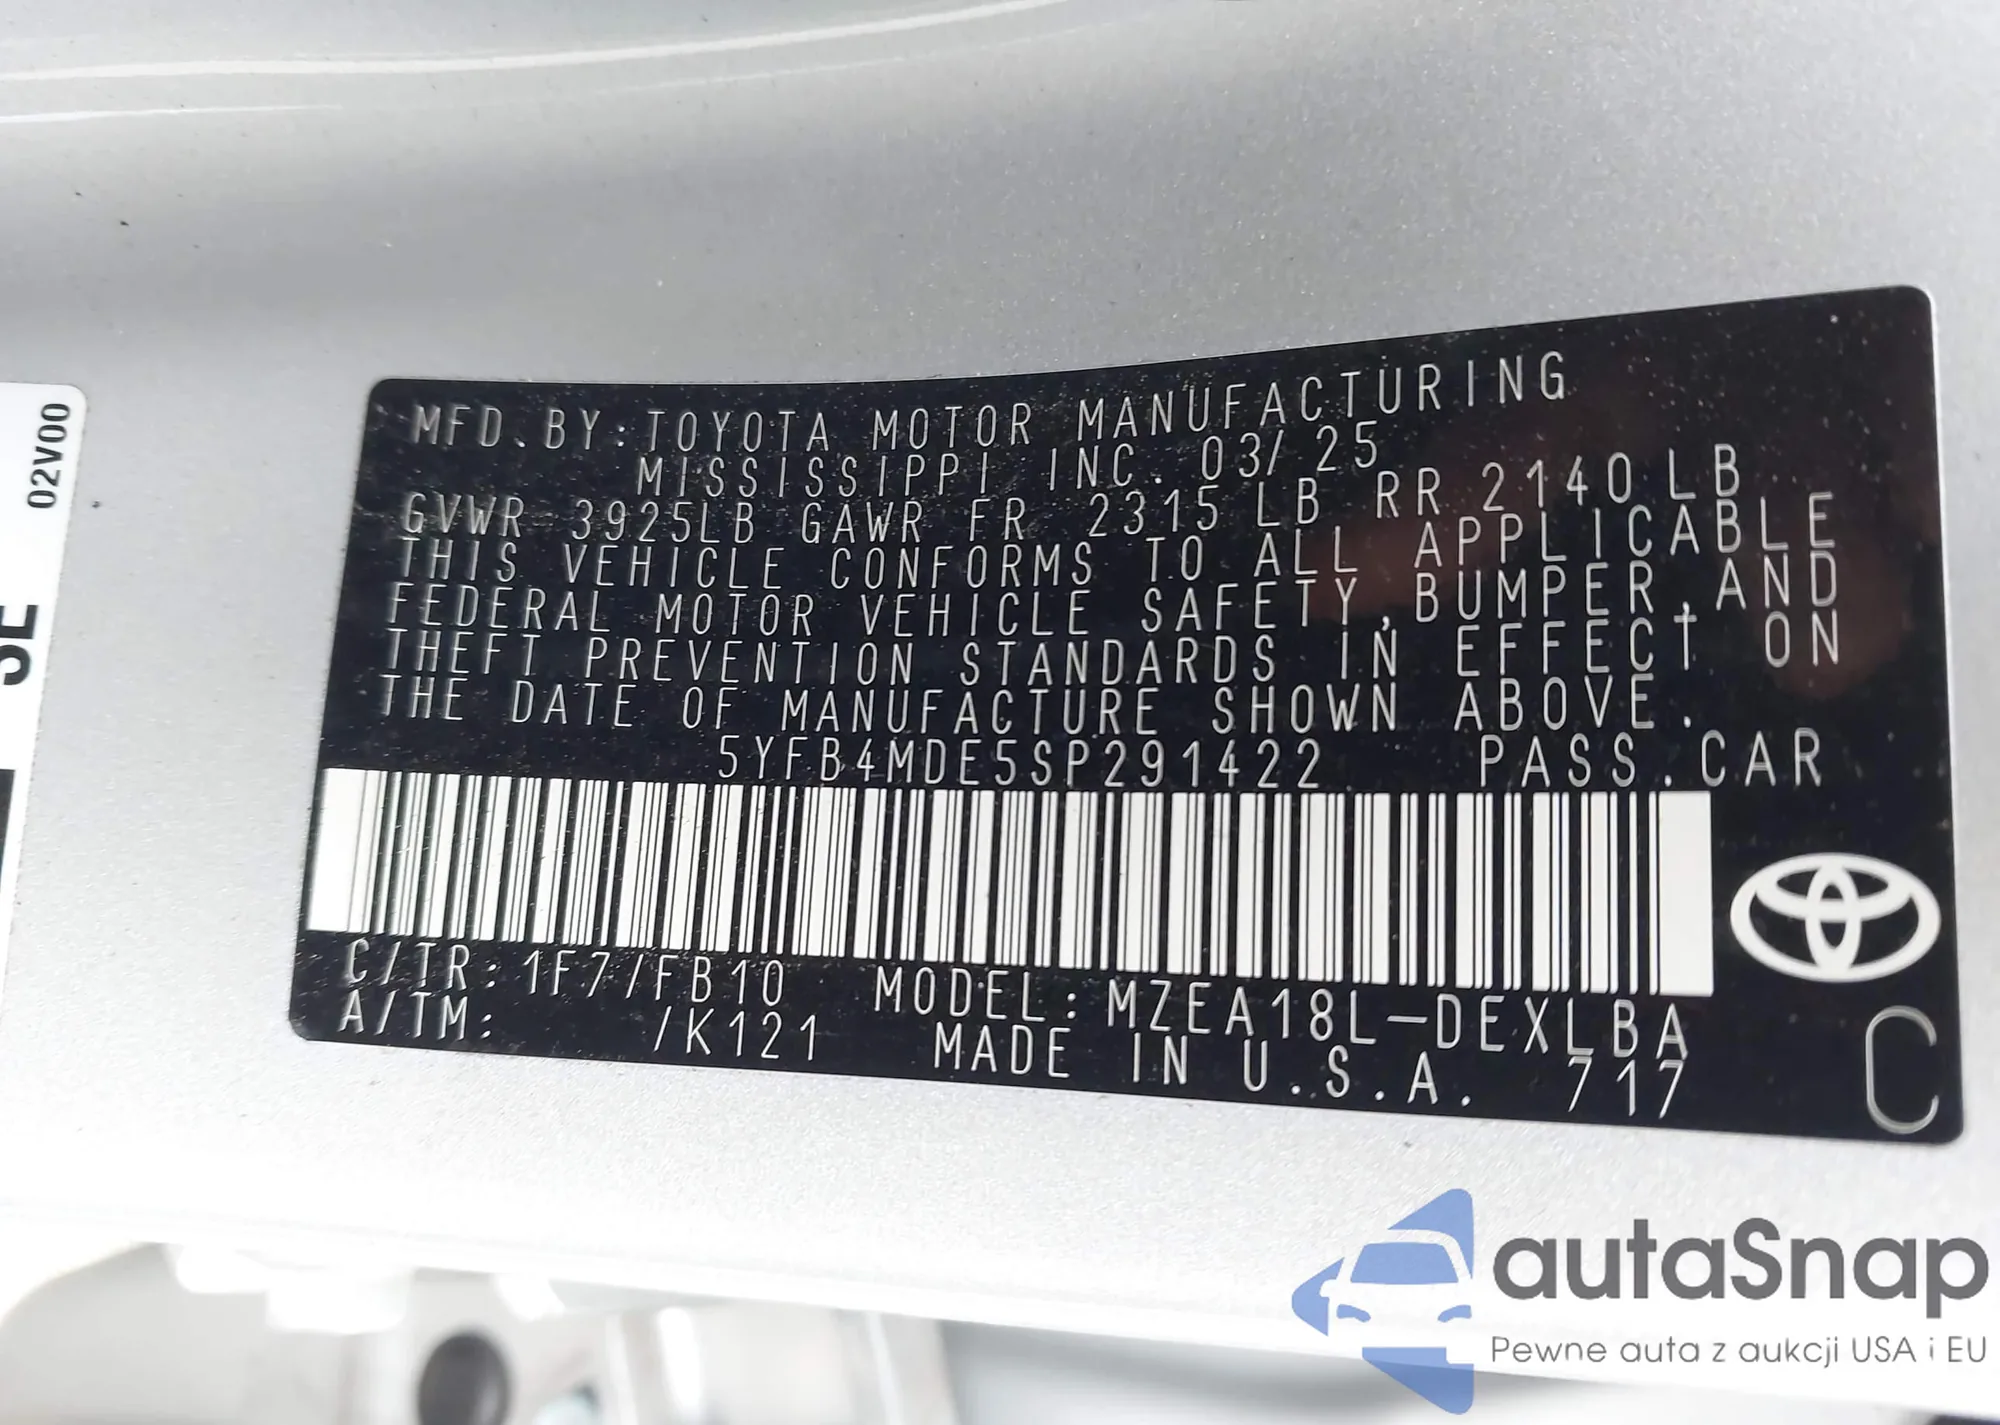 02V00
SE
MFD.BY:TOYOTA MOTOR MANUFACTURING
MISSISSIPPI INC. 03/25
GVWR 3925LB GAWR FR 2315 LB RR 2140 LB
THIS VEHICLE CONFORMS TO ALL APPLICABLE
FEDERAL MOTOR VEHICLE SAFETY,BUMPER,AND
THEFT PREVENTION STANDARDS IN EFFECT ON
THE DATE OF MANUFACTURE SHOWN ABOVE.
5YFB4MDE5SP291422 PASS.CAR
C/TR: 1F7/FB10 MODEL: MZEA18L-DEXLBA
A/TM: /K121 MADE IN U.S.A. 717
C
autaSnap
Pewne auta z aukcji USA i EU